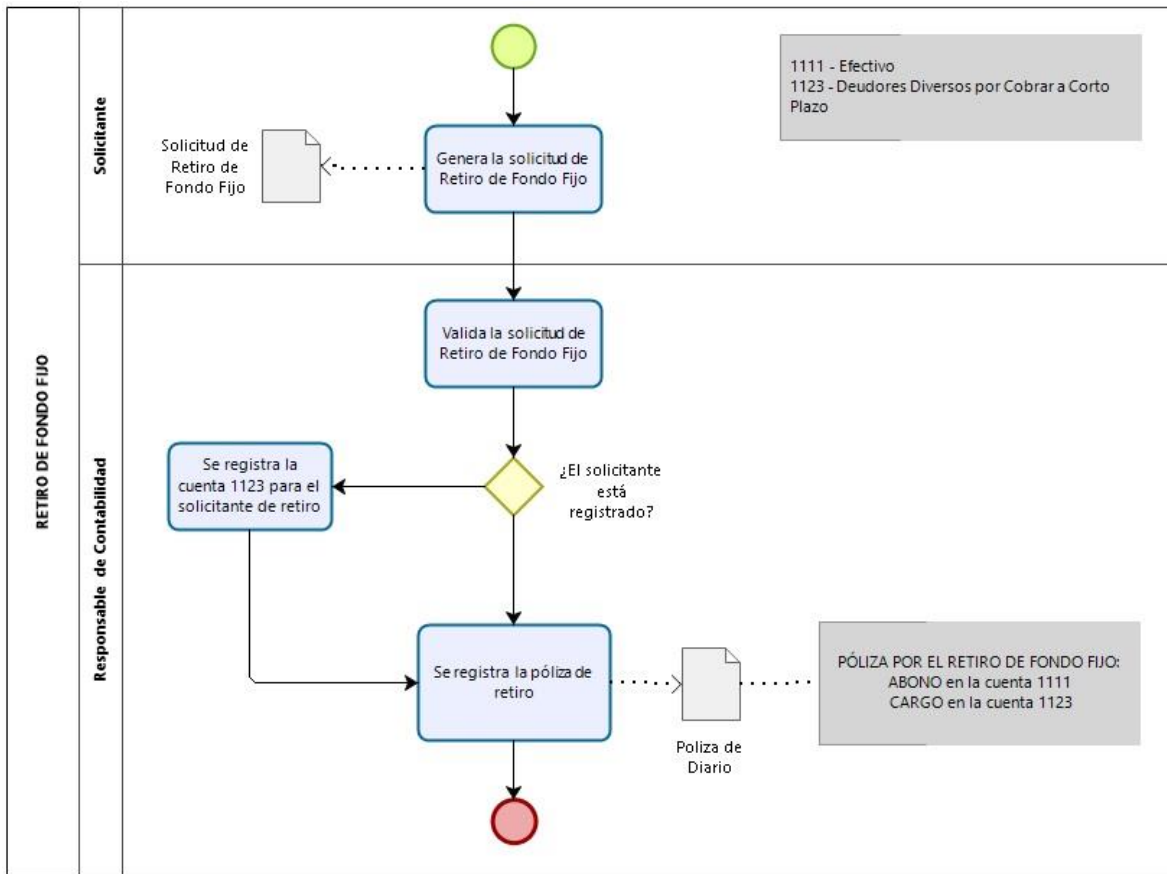 RETIRO DE FONDO FIJO
Solicitante
1111 - Efectivo
1123 - Deudores Diversos por Cobrar a Corto
Plazo
Solicitud de
Retiro de
Fondo Fijo
Genera la solicitud de
Retiro de Fondo Fijo
Responsable de Contabilidad
Valida la solicitud de
Retiro de Fondo Fijo
Se registra la
cuenta 1123 para el
solicitante de retiro
¿El solicitante
está
registrado?
Se registra la póliza de
retiro
Poliza de
Diario
PÓLIZA POR EL RETIRO DE FONDO FIJO:
ABONO en la cuenta 1111
CARGO en la cuenta 1123